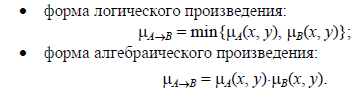 • форма логического произведения:
μA→B = min{μA(x, y), μB(x, y)};
• форма алгебраического произведения:
μA→B = μA(x, y)·μB(x, y).